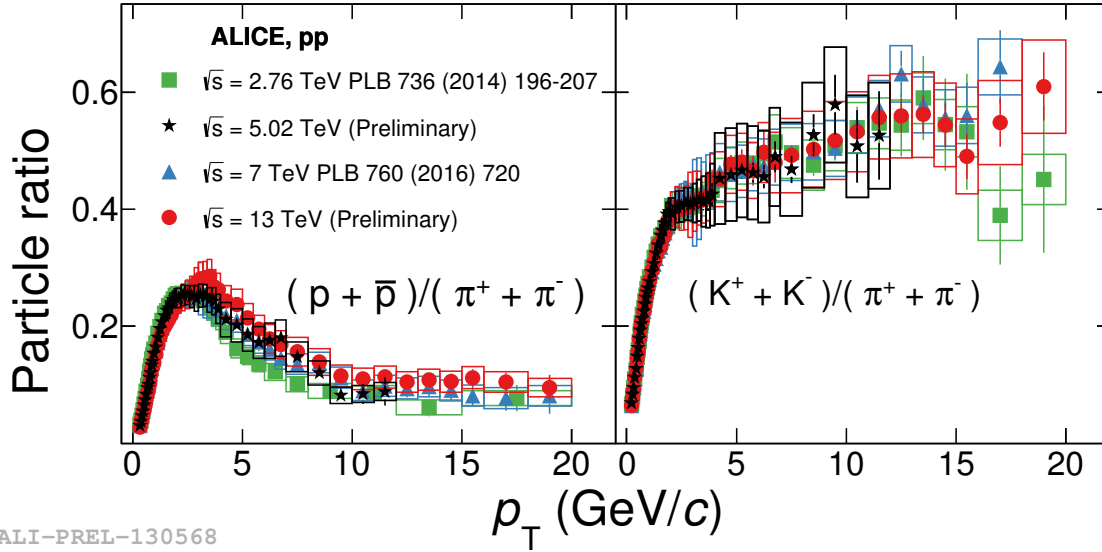 ALICE, pp
√s = 2.76 TeV PLB 736 (2014) 196-207
√s = 5.02 TeV (Preliminary)
√s = 7 TeV PLB 760 (2016) 720
√s = 13 TeV (Preliminary)
Particle ratio
0.6
0.4
0.2
(p + p̅)/(π⁺ + π⁻)
(K⁺ + K⁻)/(π⁺ + π⁻)
0 5 10 15 20
0 5 10 15 20
p_T (GeV/c)
ALI-PREL-130568